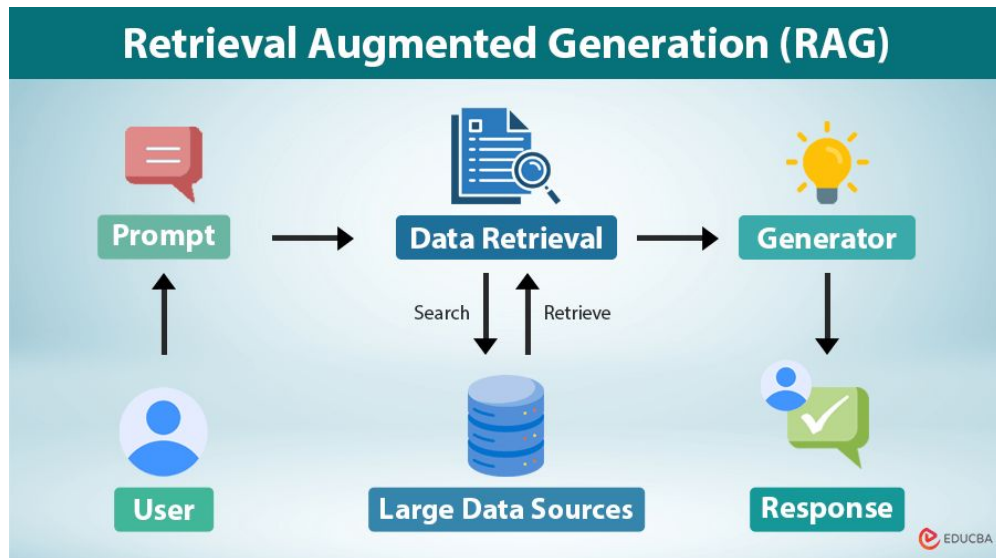 Retrieval Augmented Generation (RAG)
Prompt
Data Retrieval
Generator
Search
Retrieve
User
Large Data Sources
Response
EDUCBA